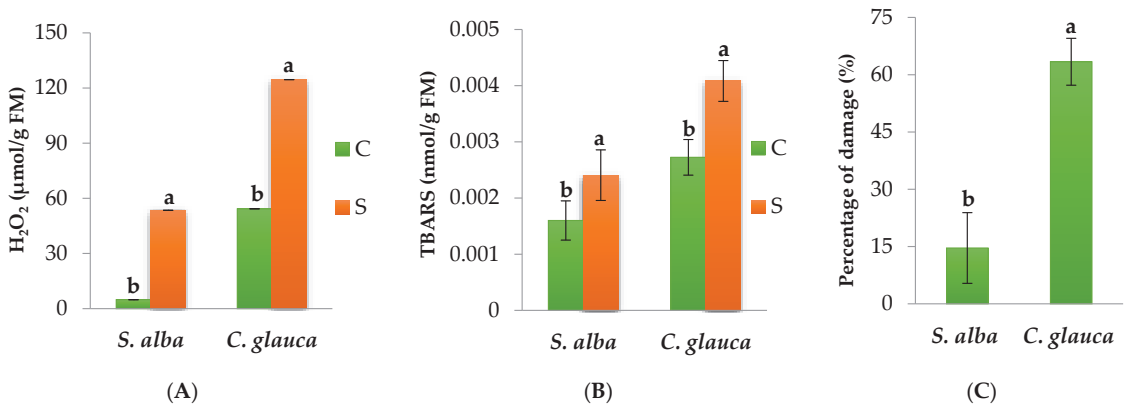 H₂O₂ (µmol/g FM)
150
120
90
60
30
0
b
a
b
a
S. alba
C. glauca
C
S
(A)
TBARS (nmol/g FM)
0.005
0.004
0.003
0.002
0.001
0
b
a
b
a
S. alba
C. glauca
C
S
(B)
Percentage of damage (%)
75
60
45
30
15
0
b
a
S. alba
C. glauca
(C)